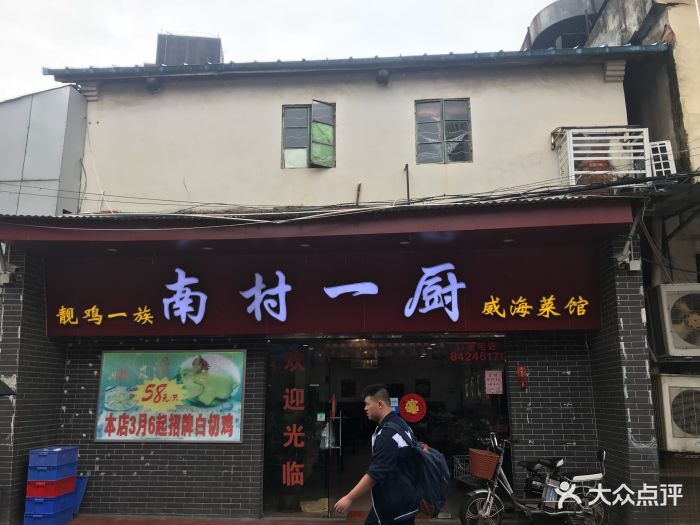 靓鸡一族 南村一厨 威海菜馆
84246171
58元/只
本店3月6起招牌白切鸡
欢迎光临
大众点评